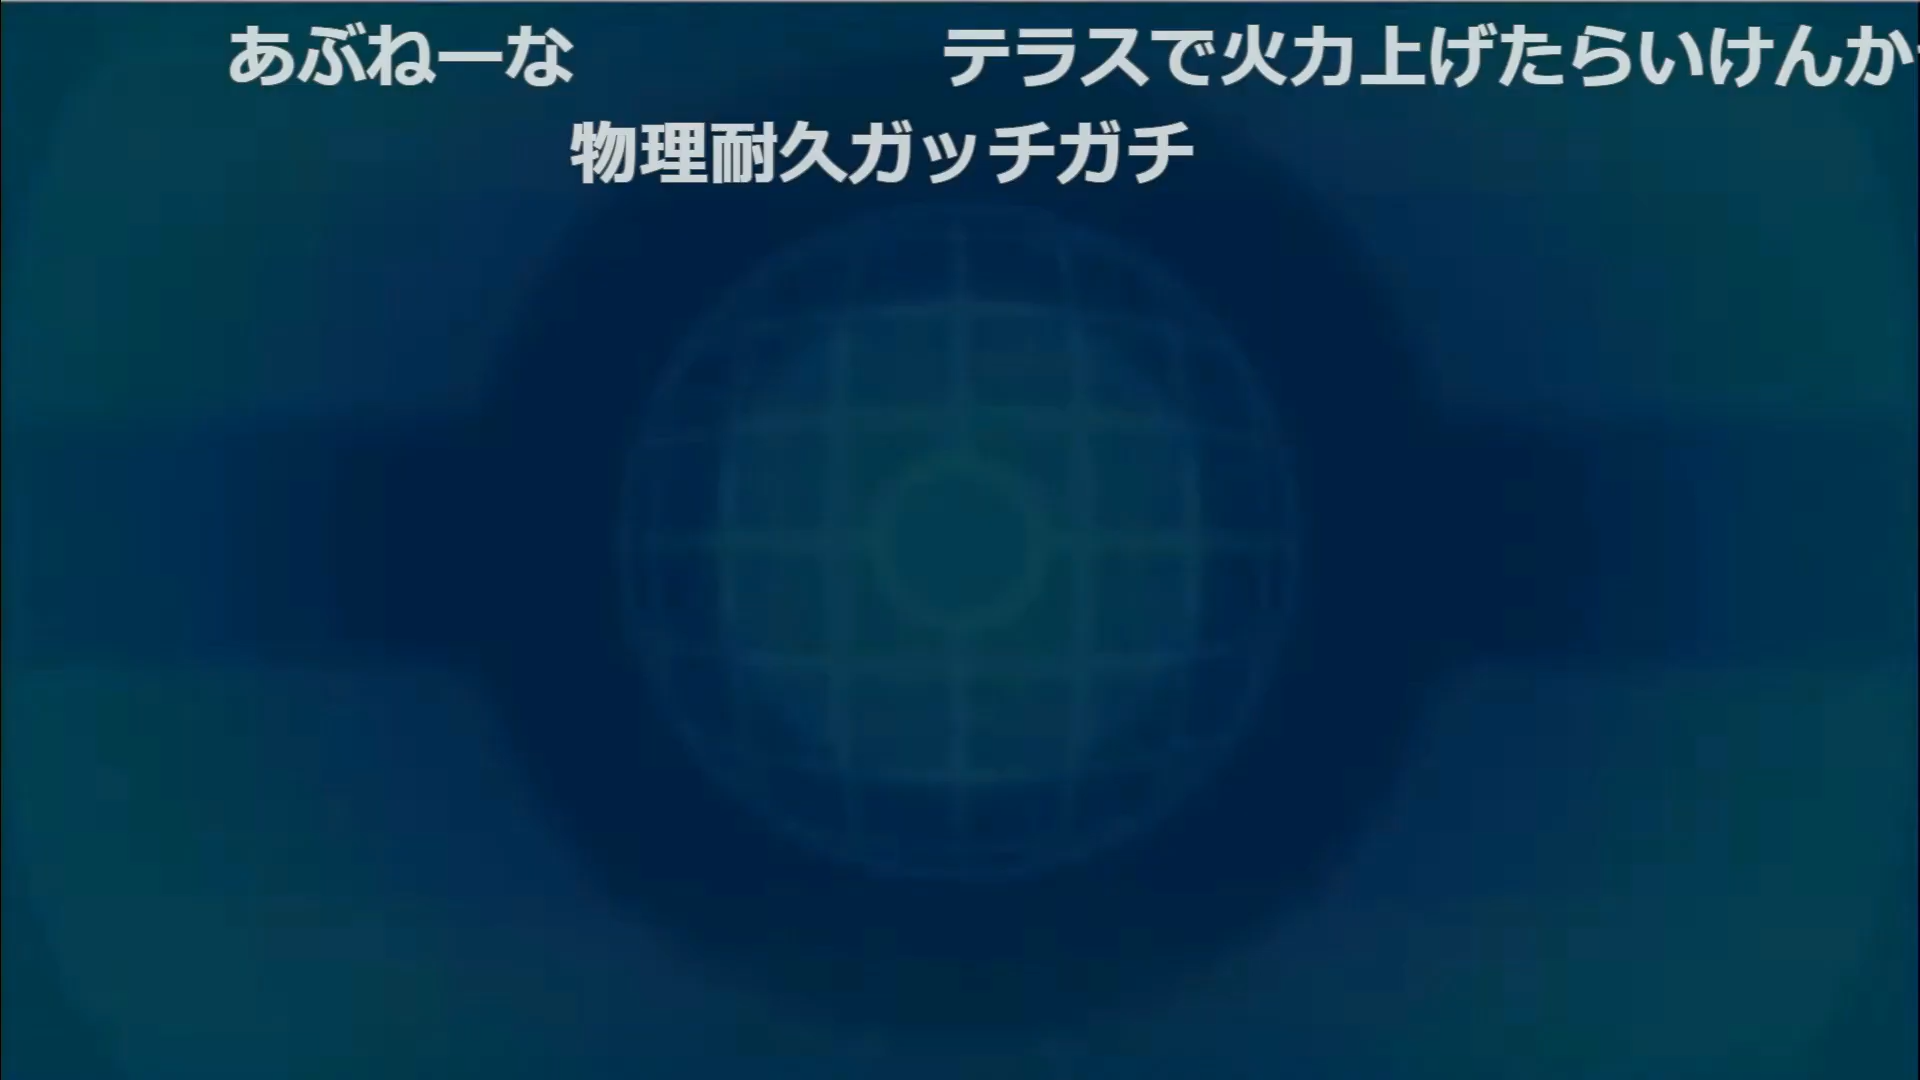 あぶねーな
テラスで火力上げたらいけんか
物理耐久ガッチガチ